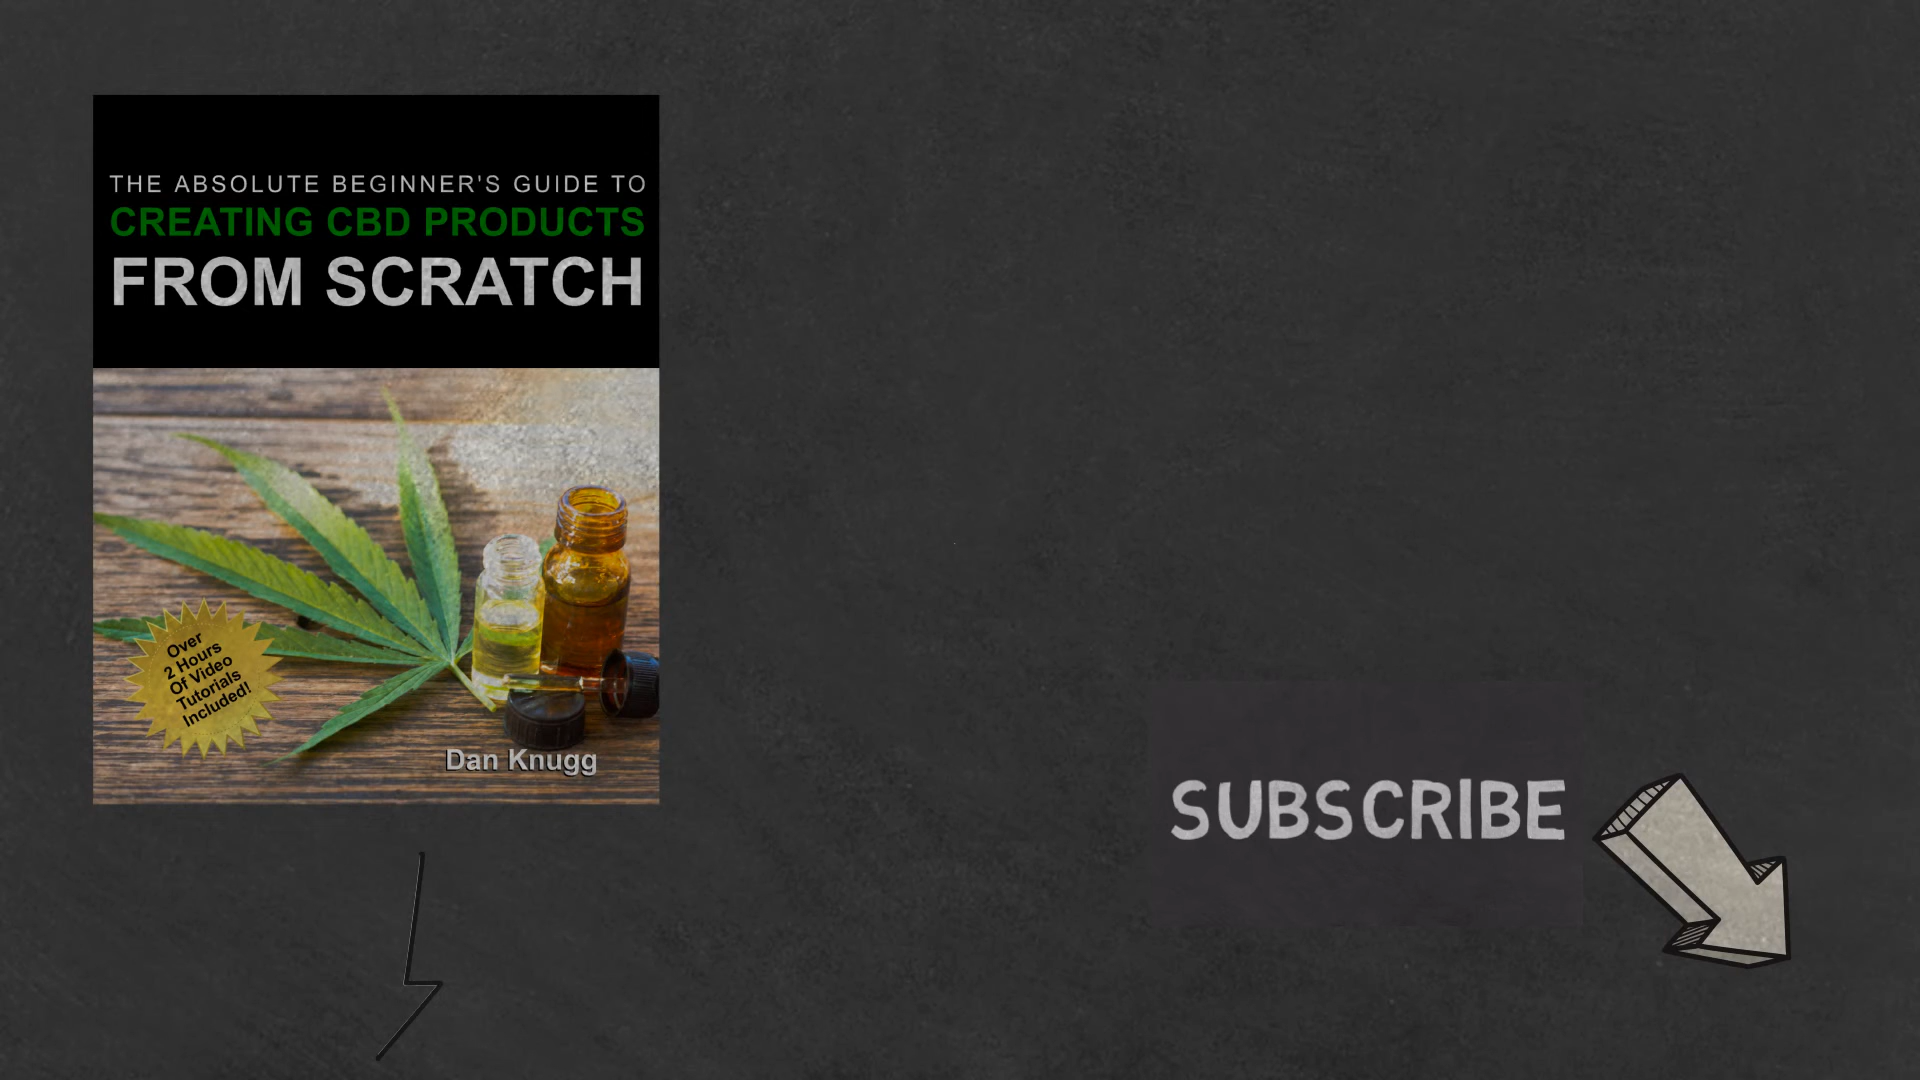 THE ABSOLUTE BEGINNER'S GUIDE TO
CREATING CBD PRODUCTS
FROM SCRATCH
Over
2 Hours
Of Video
Tutorials
Included!
Dan Knugg
SUBSCRIBE